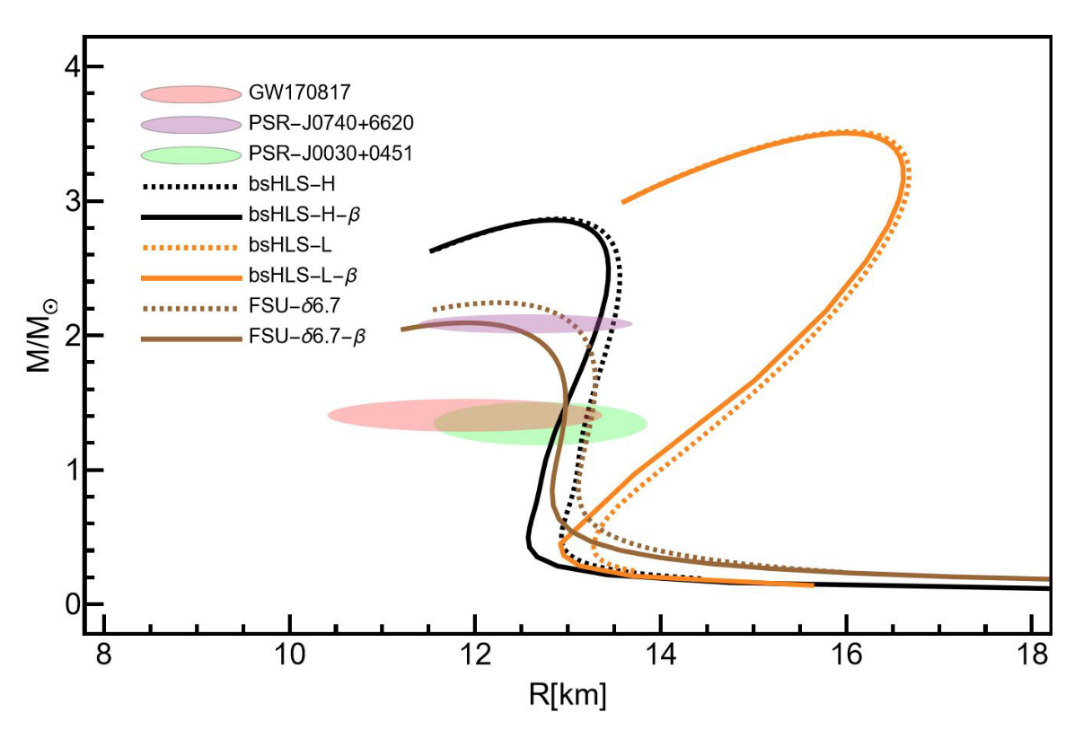 4
3
2
1
0
M/M⊙
GW170817
PSR−J0740+6620
PSR−J0030+0451
bsHLS−H
bsHLS−H−β
bsHLS−L
bsHLS−L−β
FSU−δ6.7
FSU−δ6.7−β
8 10 12 14 16 18
R[km]